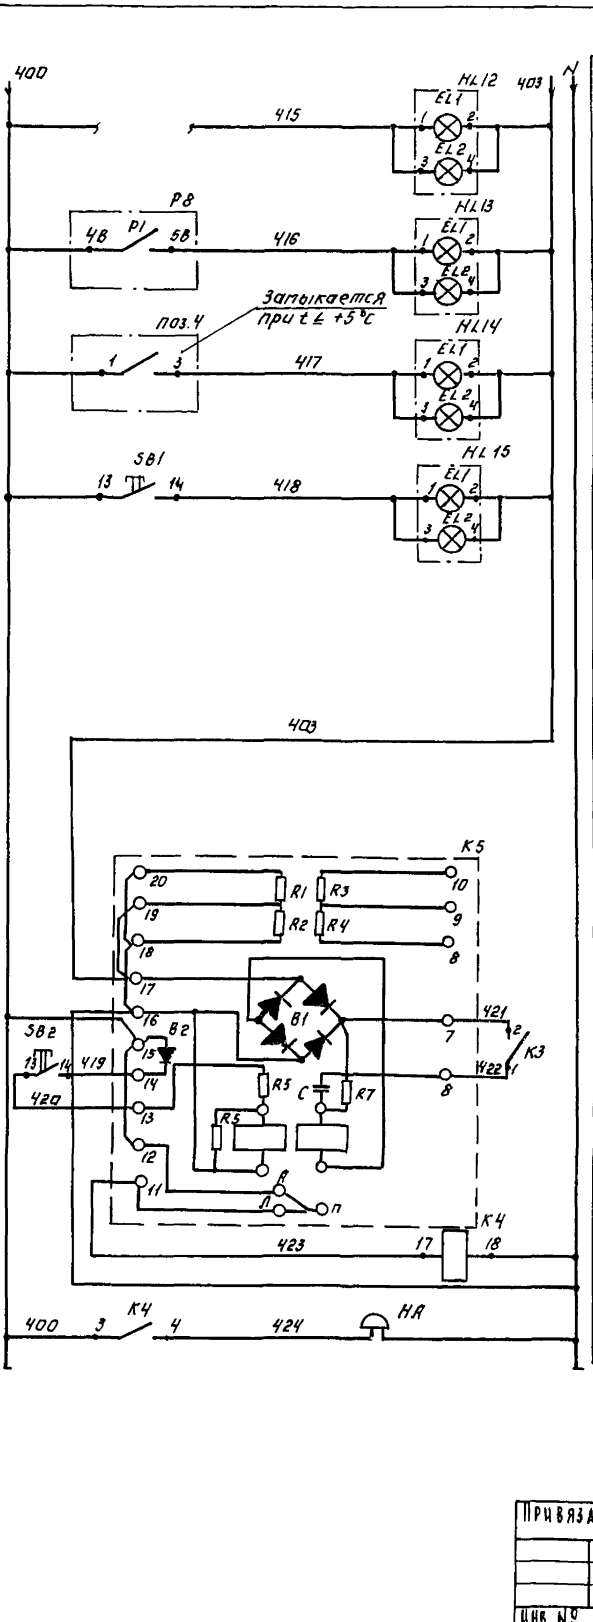 400
HL12
403
N
415
EL1
1
2
EL2
3
4
P8
HL13
4В
P1
5В
416
EL1
1
2
EL2
3
4
Замыкается
при t ≤ +5°C
поз.4
HL14
1
3
417
EL1
1
2
EL2
3
4
SB1
HL15
13
14
418
EL1
1
2
EL2
3
4
403
K5
20
R1
R3
10
19
R2
R4
9
18
8
17
16
B1
7
421
2
K3
SB2
B2
15
13
14
419
14
422
1
8
420
13
R5
C
R7
R5
12
А
11
Л
П
K4
423
17
18
400
3
K4
4
424
HA
Привяза
Инв №